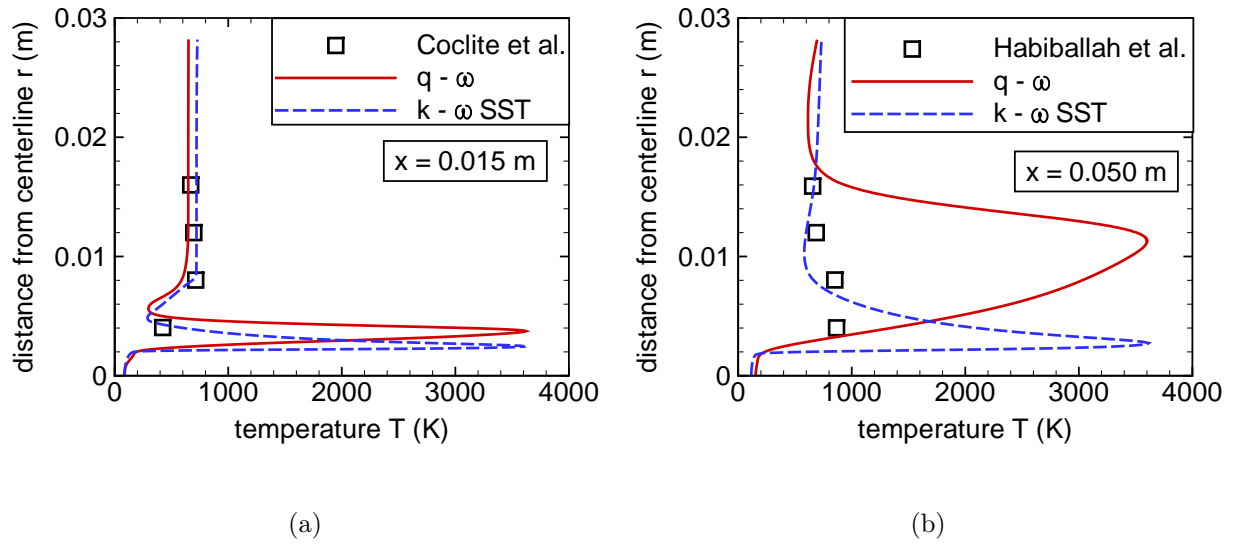 0.03
0.02
0.01
0
distance from centerline r (m)
Coclite et al.
q - ω
k - ω SST
x = 0.015 m
0 1000 2000 3000 4000
temperature T (K)
(a)
0.03
0.02
0.01
0
distance from centerline r (m)
Habiballah et al.
q - ω
k - ω SST
x = 0.050 m
0 1000 2000 3000 4000
temperature T (K)
(b)